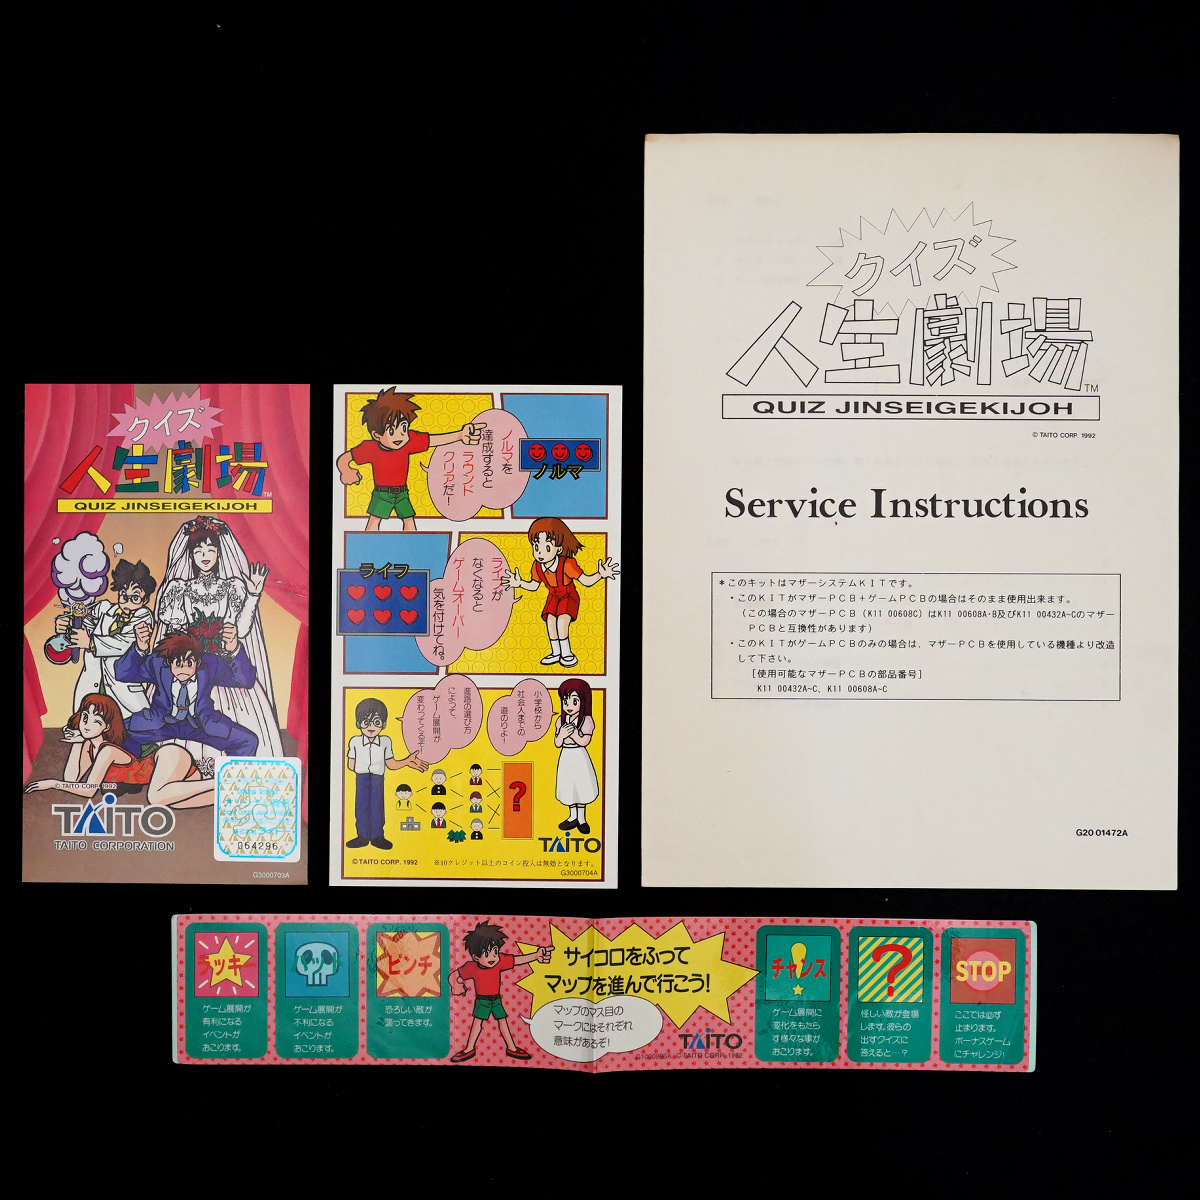 クイズ
人生劇場
TM
QUIZ JINSEIGEKIJOH
© TAITO CORP. 1992
TAITO
TAITO CORPORATION
064296
G3000703A
ノルマを
達成すると
ラウンド
クリアだ!
ノルマ
ライフ
ライフが
なくなると
ゲームオーバー
気を付けてね。
進路の選び方
によって、
ゲーム展開が
変わってくるぞ!
小学校から
社会人までの
道のりよ!
?
TAITO
© TAITO CORP. 1992
※10クレジット以上のコイン投入は無効となります。
G3000704A
クイズ
人生劇場
TM
QUIZ JINSEIGEKIJOH
© TAITO CORP. 1992
Service Instructions
*このキットはマザーシステムKITです。
・このKITがマザーPCB+ゲームPCBの場合はそのまま使用出来ます。
(この場合のマザーPCB(K11 00608C)はK11 00608A・B及びK11 00432A~Cのマザー
PCBと互換性があります)
・このKITがゲームPCBのみの場合は、マザーPCBを使用している機種より改造
して下さい。
[使用可能なマザーPCBの部品番号]
K11 00432A~C、K11 00608A~C
G20 01472A
ラッキー
ゲーム展開が
有利になる
イベントが
おこります。
ゲーム展開が
不利になる
イベントが
おこります。
ピンチ
恐ろしい敵が
襲ってきます。
サイコロをふって
マップを進んで行こう!
マップのマス目の
マークにはそれぞれ
意味があるぞ!
TAITO
© TAITO CORP. 1992
チャンス
ゲーム展開に
変化をもたら
す様々な事が
おこります。
?
怪しい敵が登場
します。彼らの
出すクイズに
答えると…?
STOP
ここでは必ず
止まります。
ボーナスゲーム
にチャレンジ!